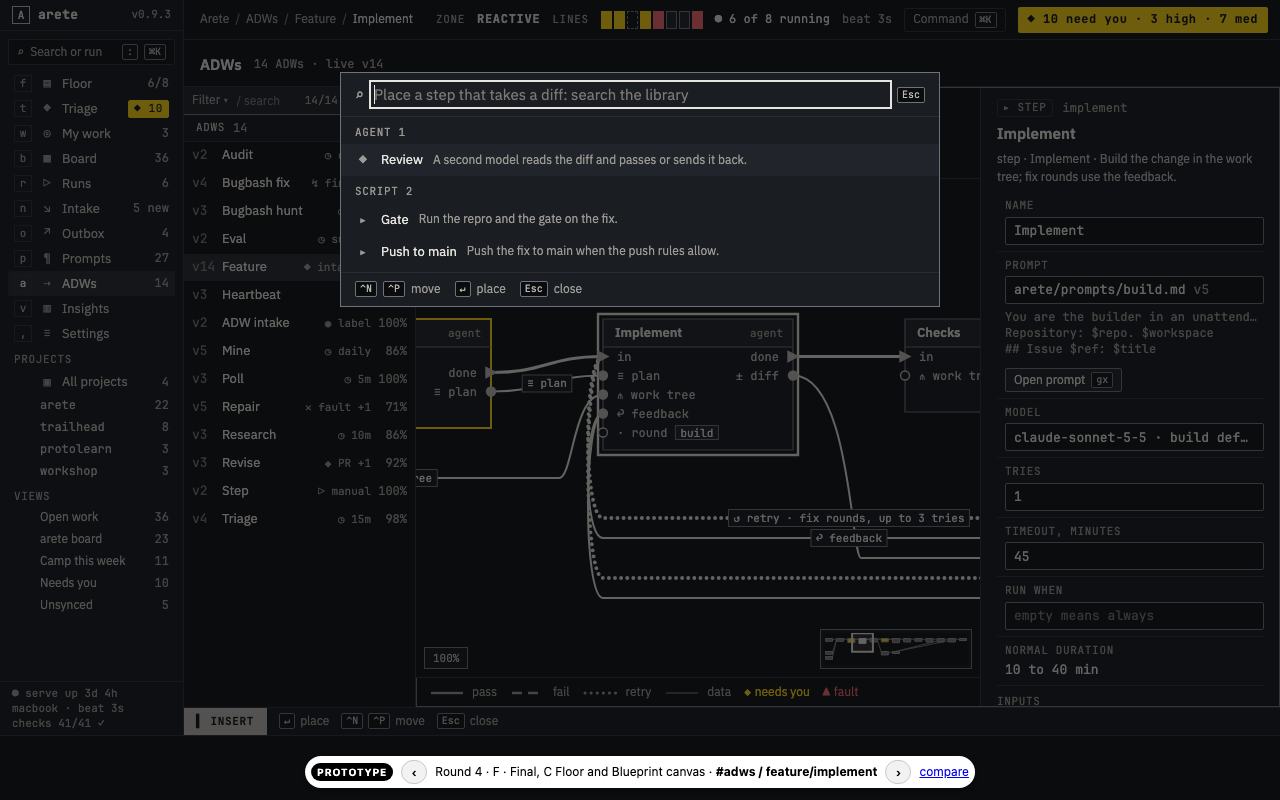 A arete v0.9.3
Arete / ADWs / Feature / Implement ZONE REACTIVE LINES 6 of 8 running beat 3s Command ⌘K ◆ 10 need you · 3 high · 7 med
Search or run : ⌘K
f Floor 6/8
t Triage ◆ 10
w My work 3
b Board 36
r Runs 6
n Intake 5 new
o Outbox 4
p Prompts 27
a ADWs 14
v Insights
, Settings
PROJECTS
All projects 4
arete 22
trailhead 8
protolearn 3
workshop 3
VIEWS
Open work 36
arete board 23
Camp this week 11
Needs you 10
Unsynced 5
serve up 3d 4h
macbook · beat 3s
checks 41/41 ✓
ADWs 14 ADWs · live v14
Filter ▾ / search 14/14
ADWS 14
v2 Audit
v4 Bugbash fix
v3 Bugbash hunt
v2 Eval
v14 Feature
v3 Heartbeat
v2 ADW intake label 100%
v5 Mine daily 86%
v3 Poll 5m 100%
v5 Repair fault +1 71%
v3 Research 10m 86%
v3 Revise PR +1 92%
v2 Step manual 100%
v4 Triage 15m 98%
Place a step that takes a diff: search the library Esc
AGENT 1
Review A second model reads the diff and passes or sends it back.
SCRIPT 2
Gate Run the repro and the gate on the fix.
Push to main Push the fix to main when the push rules allow.
^N ^P move ↵ place Esc close
agent
done
≡ plan
≡ plan
Implement agent
in done
≡ plan ± diff
work tree
feedback
· round build
Checks
in
↺ retry · fix rounds, up to 3 tries
feedback
100%
pass fail retry data ◆ needs you ▲ fault
▸ STEP implement
Implement
step · Implement · Build the change in the work
tree; fix rounds use the feedback.
NAME
Implement
PROMPT
arete/prompts/build.md v5
You are the builder in an unattend…
Repository: $repo. $workspace
## Issue $ref: $title
Open prompt gx
MODEL
claude-sonnet-5-5 · build def…
TRIES
1
TIMEOUT, MINUTES
45
RUN WHEN
empty means always
NORMAL DURATION
10 to 40 min
INPUTS
INSERT ↵ place ^N ^P move Esc close
PROTOTYPE ‹ Round 4 · F · Final, C Floor and Blueprint canvas · #adws / feature/implement › compare